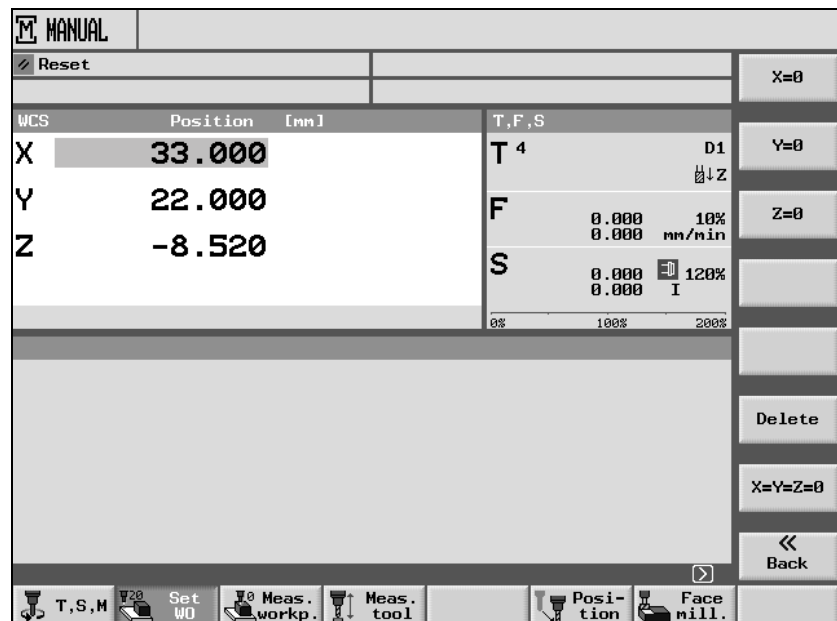 M MANUAL
Reset
WCS Position [mm]
X 33.000
Y 22.000
Z -8.520
T,F,S
T 4 D1
Z
F 0.000 10%
0.000 mm/min
S 0.000 120%
0.000 I
0% 100% 200%
X=0
Y=0
Z=0
Delete
X=Y=Z=0
«
Back
T,S,M
Set
WO
Meas.
workp.
Meas.
tool
Posi-
tion
Face
mill.